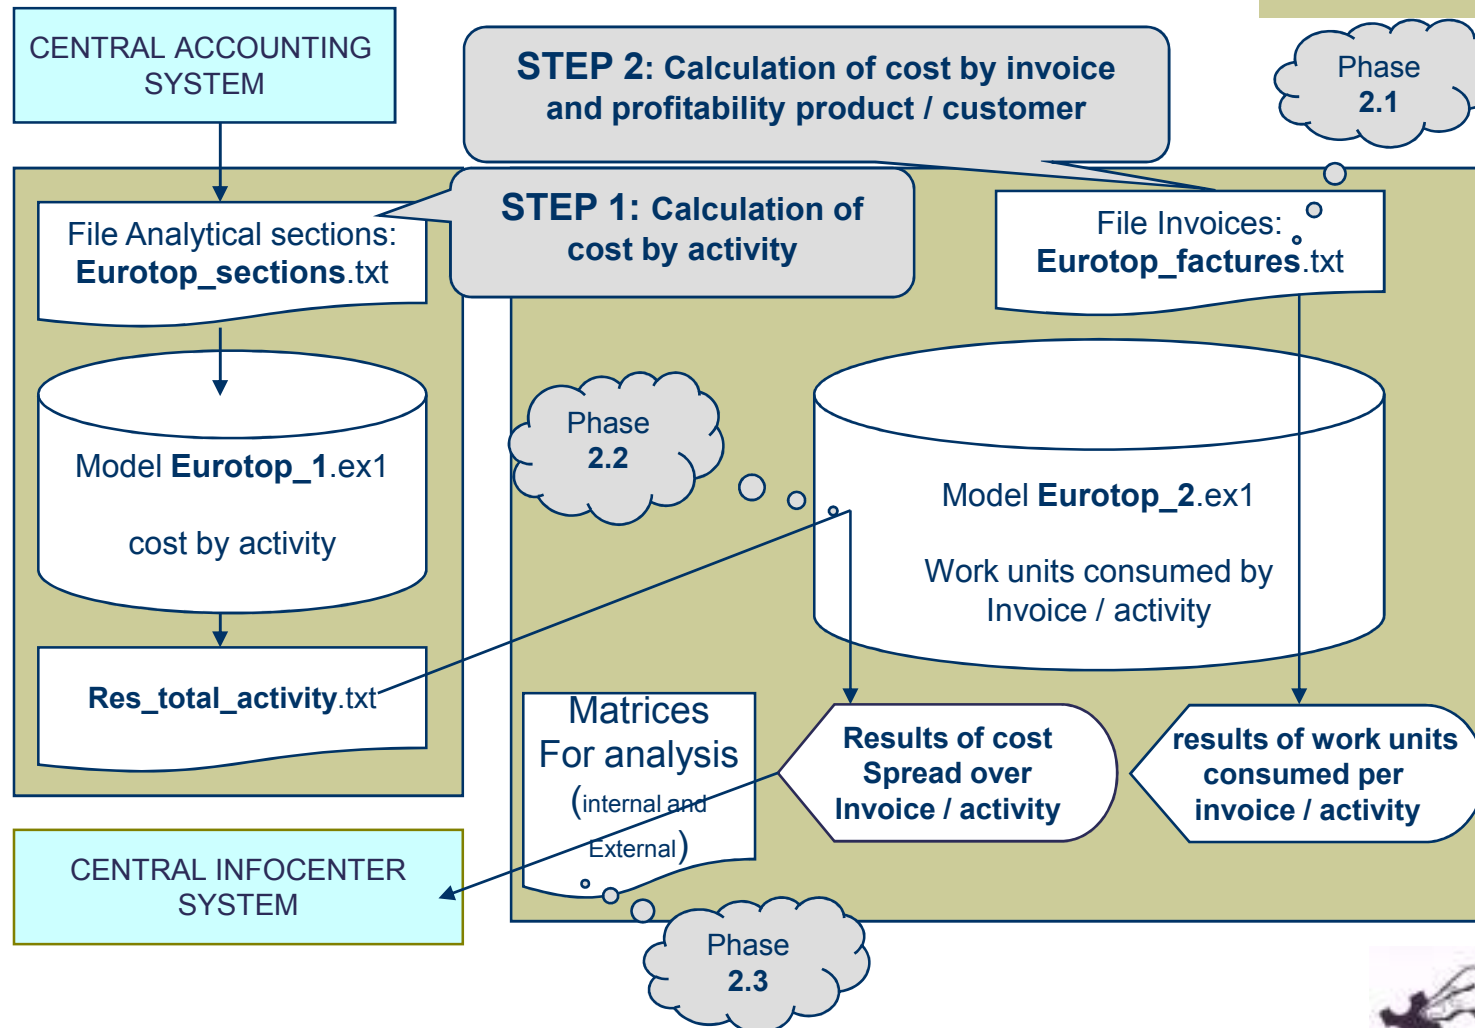 CENTRAL ACCOUNTING
SYSTEM
STEP 2: Calculation of cost by invoice
and profitability product / customer
Phase
2.1
File Analytical sections:
Eurotop_sections.txt
STEP 1: Calculation of
cost by activity
File Invoices:
Eurotop_factures.txt
Model Eurotop_1.ex1
cost by activity
Phase
2.2
Model Eurotop_2.ex1
Work units consumed by
Invoice / activity
Res_total_activity.txt
Matrices
For analysis
(internal and
External)
Results of cost
Spread over
Invoice / activity
results of work units
consumed per
invoice / activity
CENTRAL INFOCENTER
SYSTEM
Phase
2.3